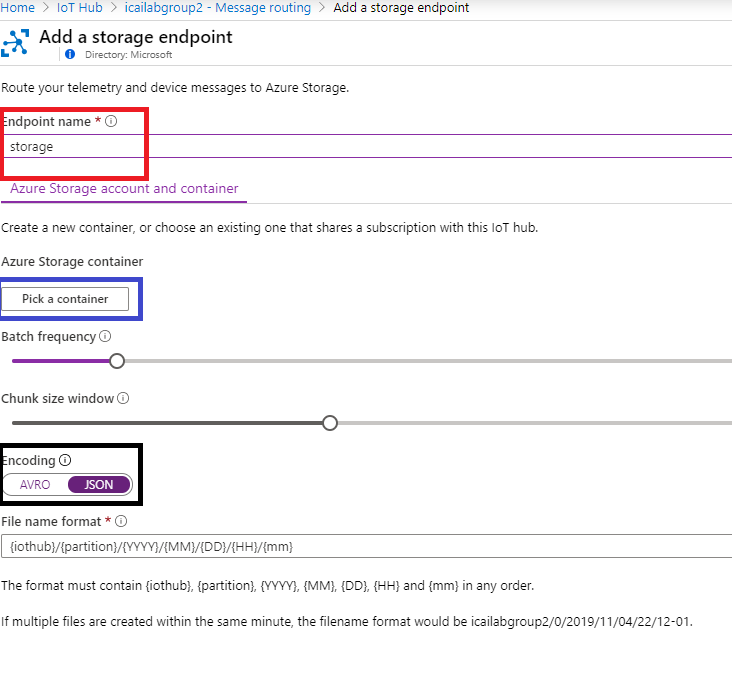 Home > IoT Hub > icailabgroup2 - Message routing > Add a storage endpoint
Add a storage endpoint
Directory: Microsoft
Route your telemetry and device messages to Azure Storage.
Endpoint name *
storage
Azure Storage account and container
Create a new container, or choose an existing one that shares a subscription with this IoT hub.
Azure Storage container
Pick a container
Batch frequency
Chunk size window
Encoding
AVRO JSON
File name format *
{iothub}/{partition}/{YYYY}/{MM}/{DD}/{HH}/{mm}
The format must contain {iothub}, {partition}, {YYYY}, {MM}, {DD}, {HH} and {mm} in any order.
If multiple files are created within the same minute, the filename format would be icailabgroup2/0/2019/11/04/22/12-01.